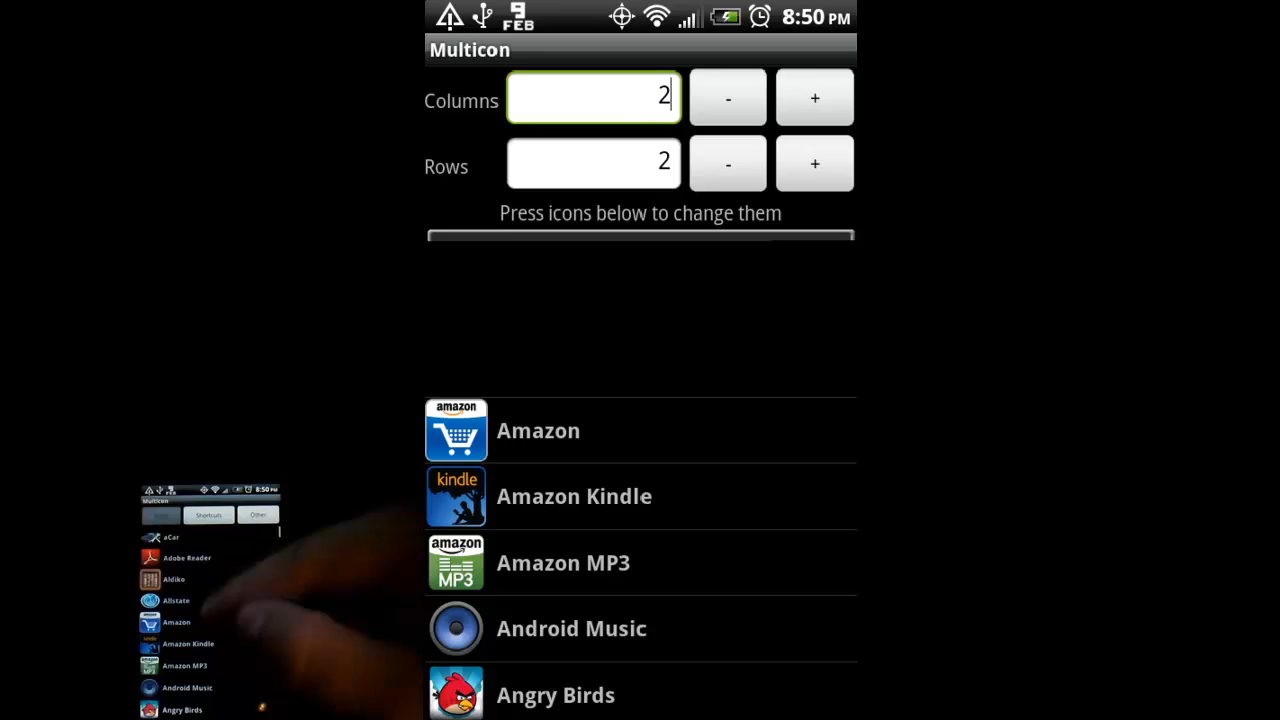 9
FEB
8:50 PM
Multicon
Columns 2 - +
Rows 2 - +
Press icons below to change them
amazon
Amazon
kindle
Amazon Kindle
amazon
MP3
Amazon MP3
Android Music
Angry Birds
8:50 PM
Multicon
Shortcuts
Other
aCar
Adobe Reader
Aldiko
Allstate
Amazon
Amazon Kindle
Amazon MP3
Android Music
Angry Birds